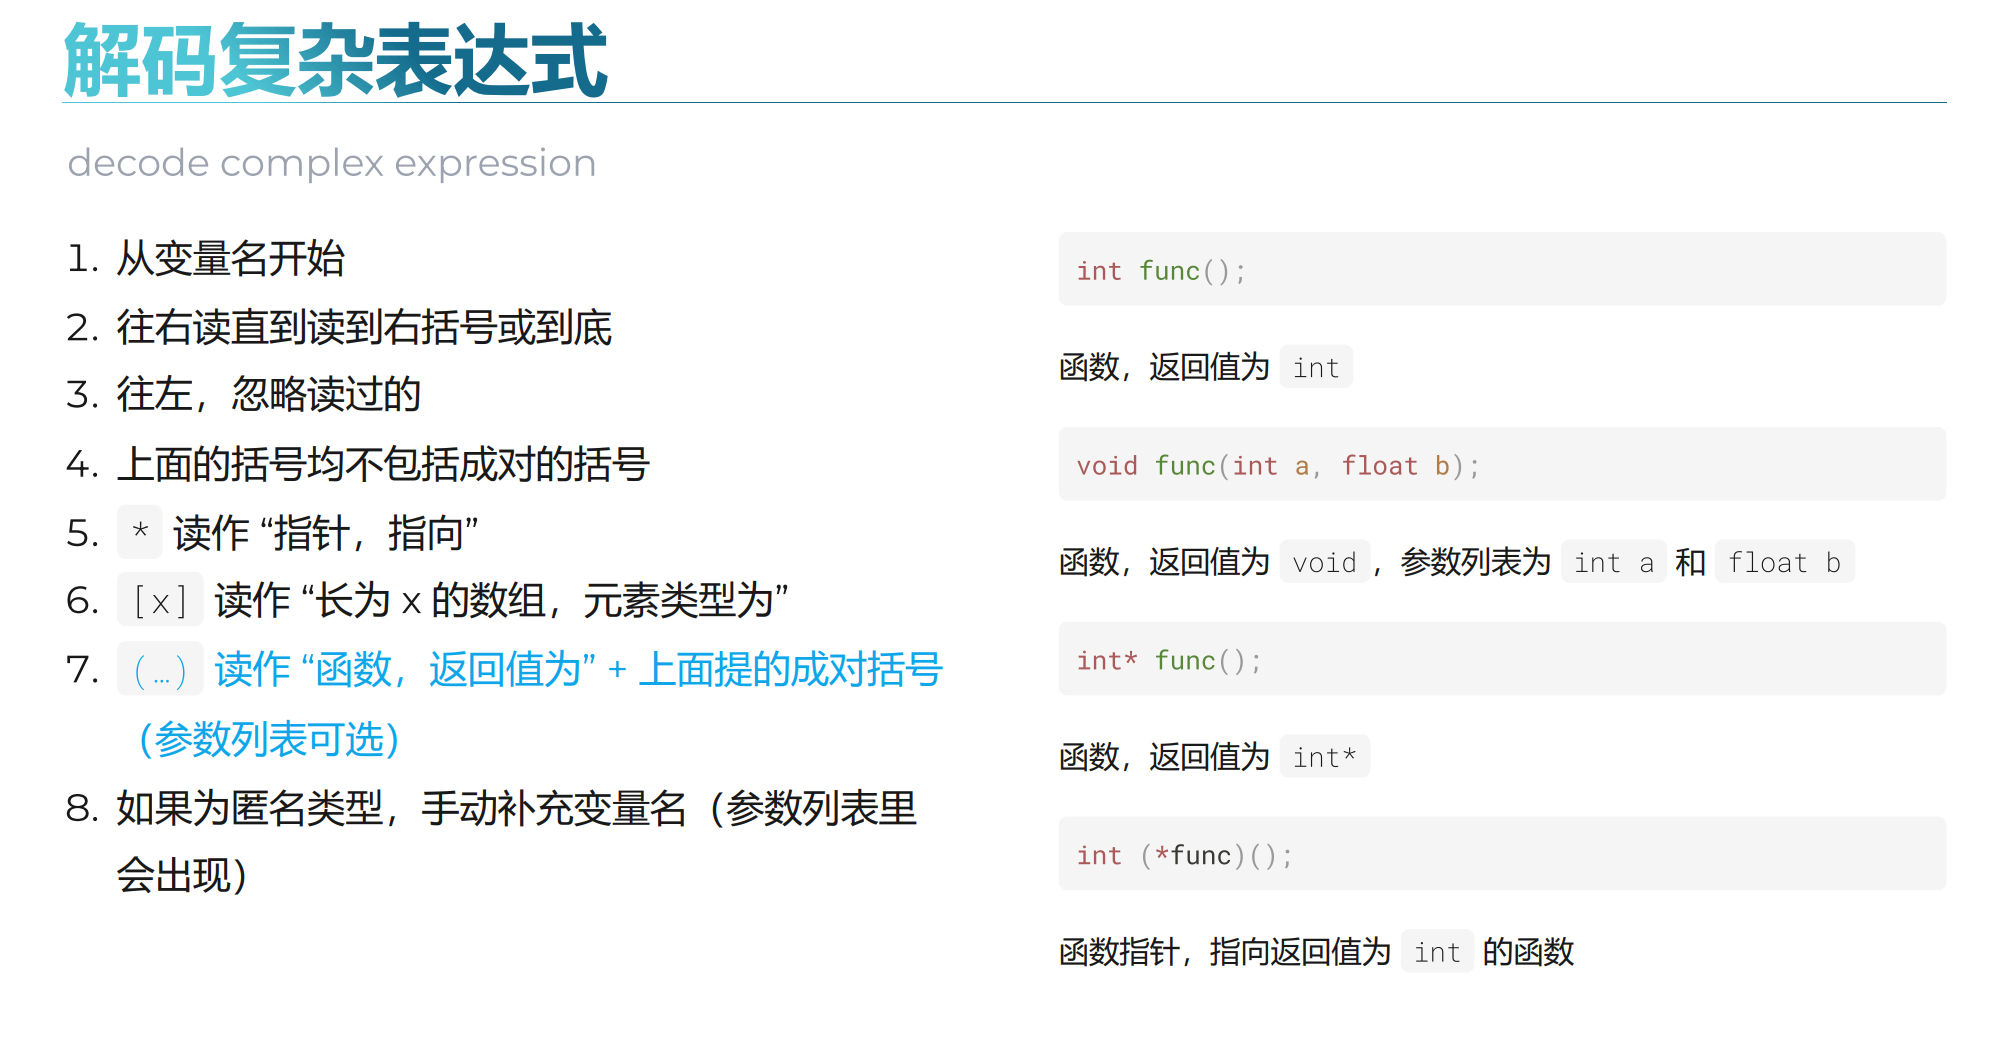 解码复杂表达式
decode complex expression
1. 从变量名开始
2. 往右读直到读到右括号或到底
3. 往左，忽略读过的
4. 上面的括号均不包括成对的括号
5. * 读作 “指针，指向”
6. [x] 读作 “长为 x 的数组，元素类型为”
7. (…) 读作 “函数，返回值为” + 上面提的成对括号
（参数列表可选）
8. 如果为匿名类型，手动补充变量名（参数列表里
会出现）
int func();
函数，返回值为 int
void func(int a, float b);
函数，返回值为 void，参数列表为 int a 和 float b
int* func();
函数，返回值为 int*
int (*func)();
函数指针，指向返回值为 int 的函数